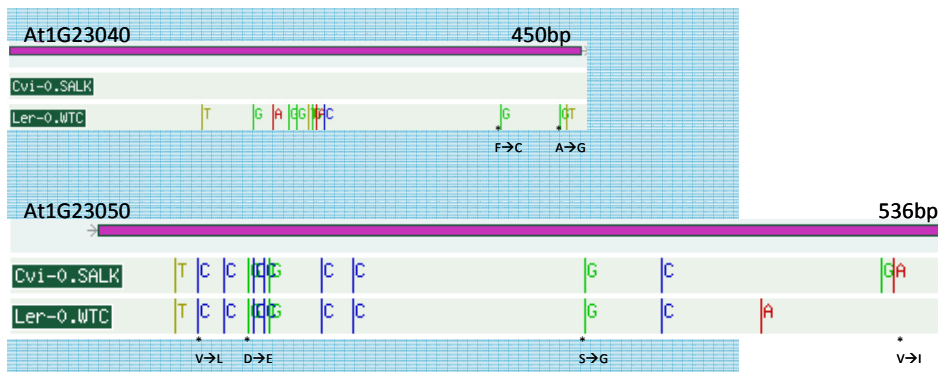 At1G23040 450bp
Cvi-0.SALK
Ler-0.WTC T G A G G A C G G T
F→C A→G
At1G23050 536bp
Cvi-0.SALK T C C C G C C G C G A
Ler-0.WTC T C C C G C C G C A
* * * *
V→L D→E S→G V→I